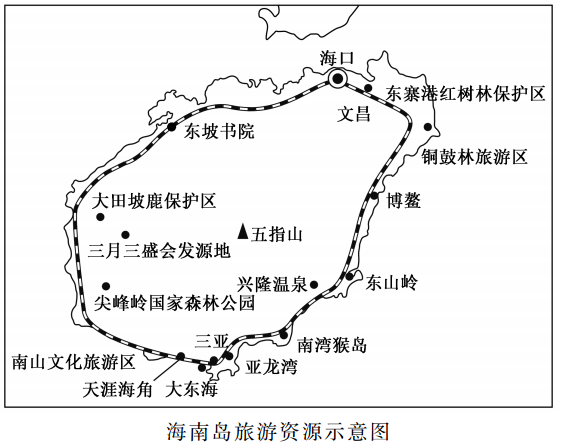 海口
东寨港红树林保护区
文昌
东坡书院
铜鼓林旅游区
大田坡鹿保护区
博鳌
三月三盛会发源地
五指山
兴隆温泉
东山岭
尖峰岭国家森林公园
三亚
南湾猴岛
南山文化旅游区
亚龙湾
天涯海角
大东海
海南岛旅游资源示意图